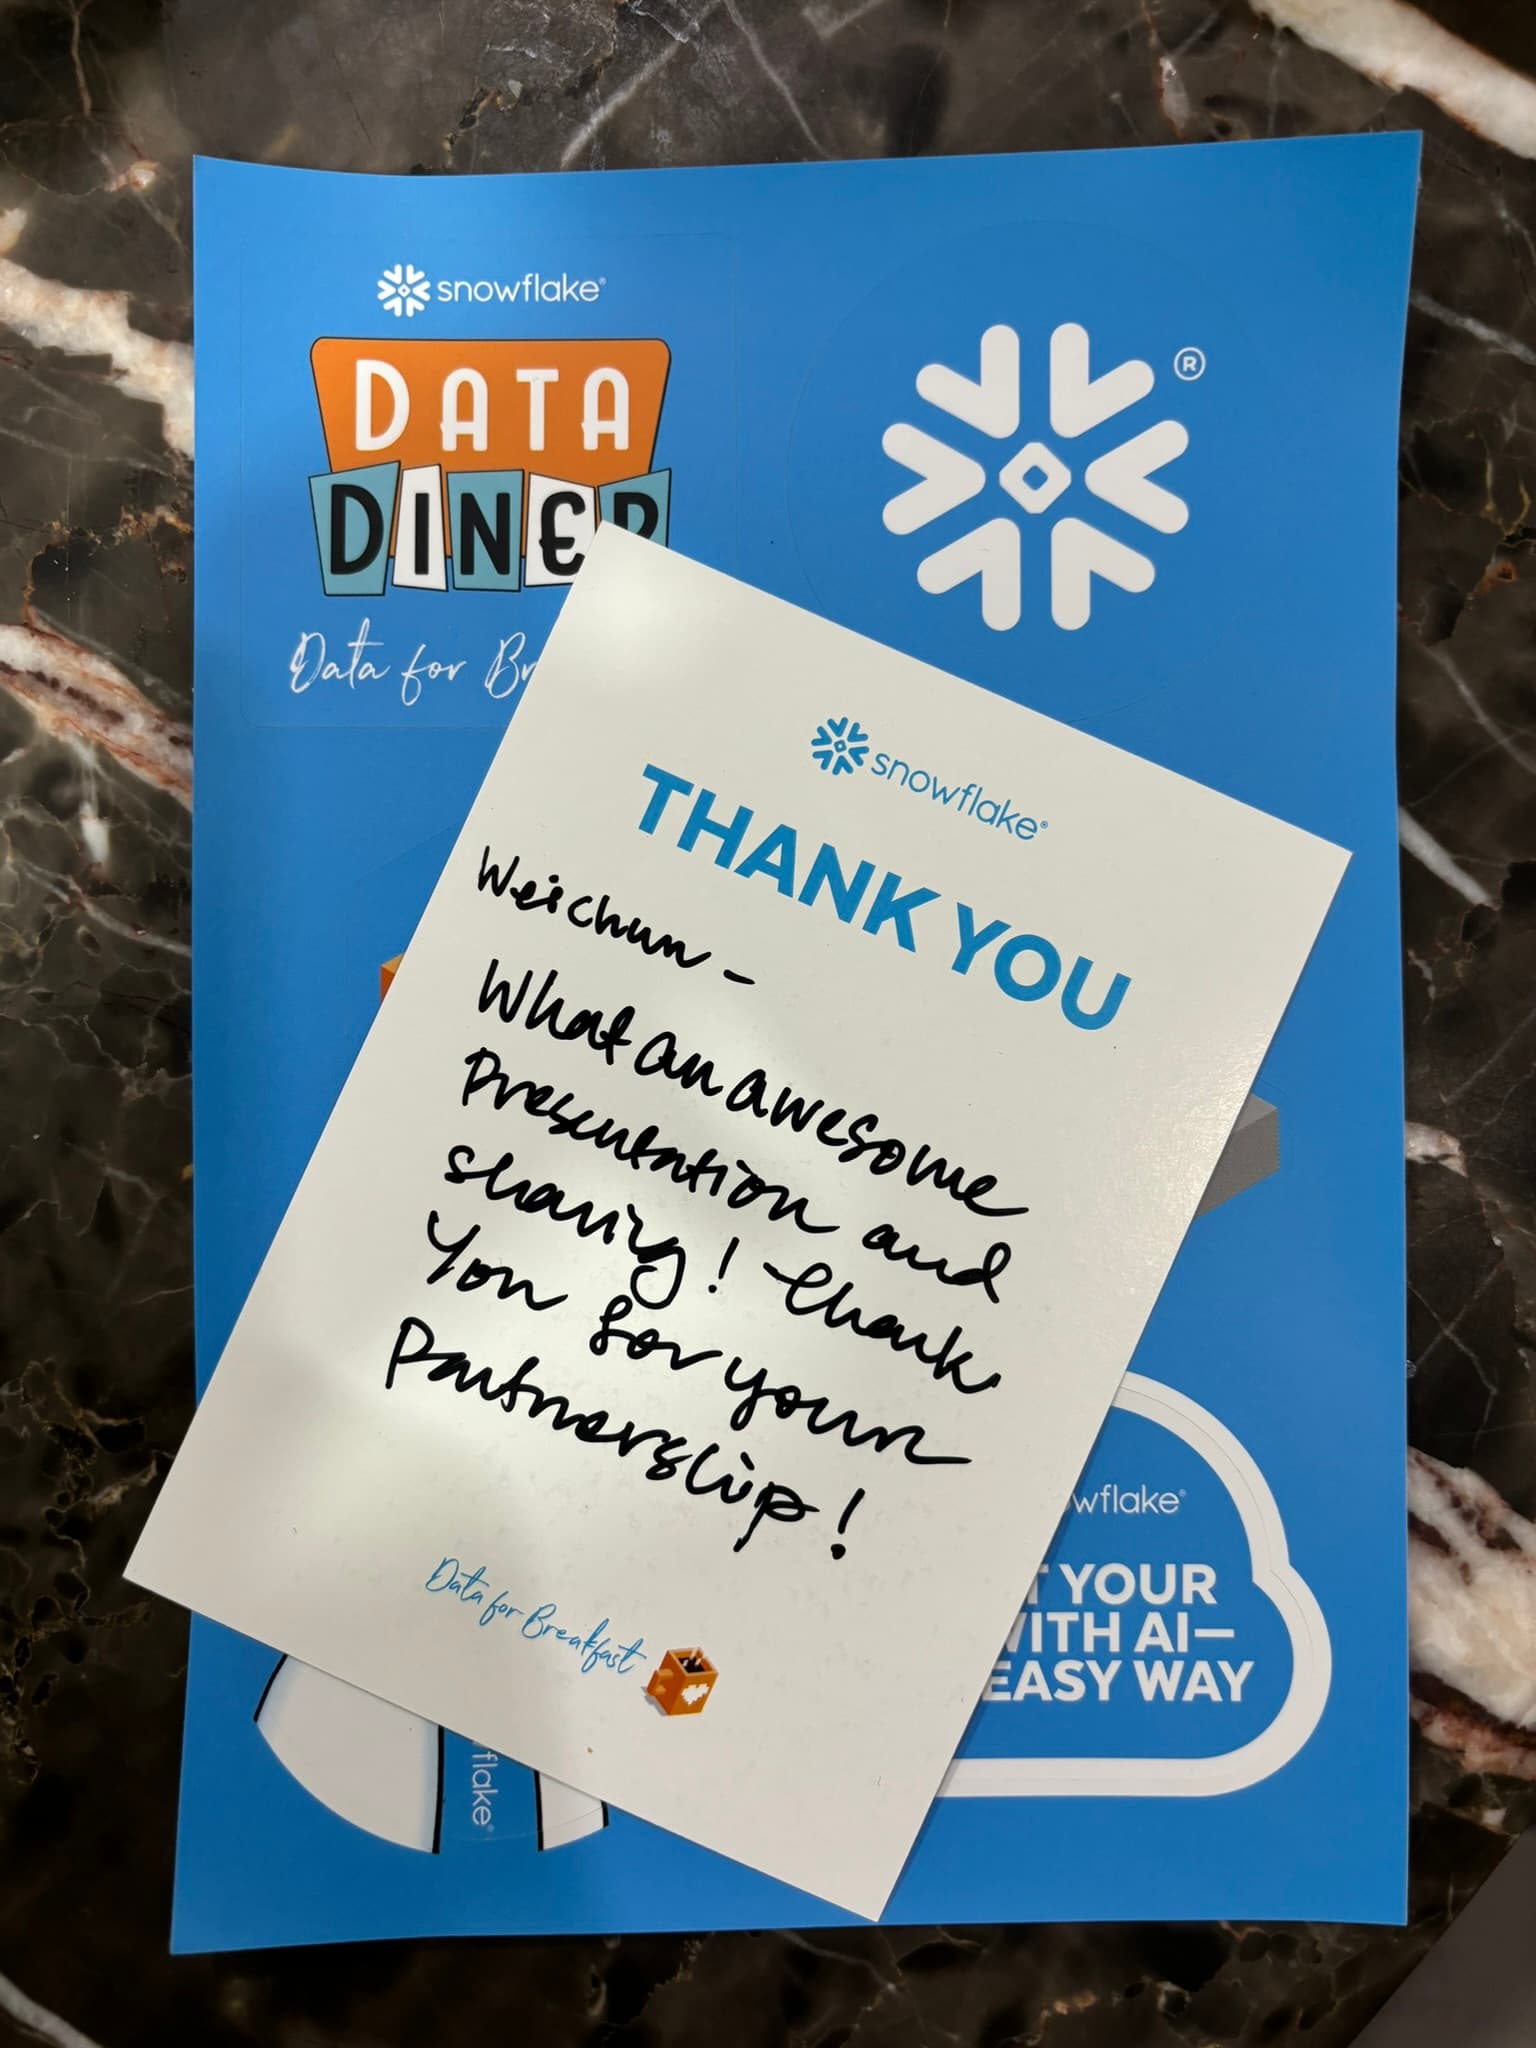 snowflake®
DATA
DINER
Data for Br
®
snowflake®
THANK YOU
Weichun -
What an awesome
Presentation and
sharing! Thank
You for your
Partnership!
Data for Breakfast
wflake®
T YOUR
WITH AI—
EASY WAY
flake®